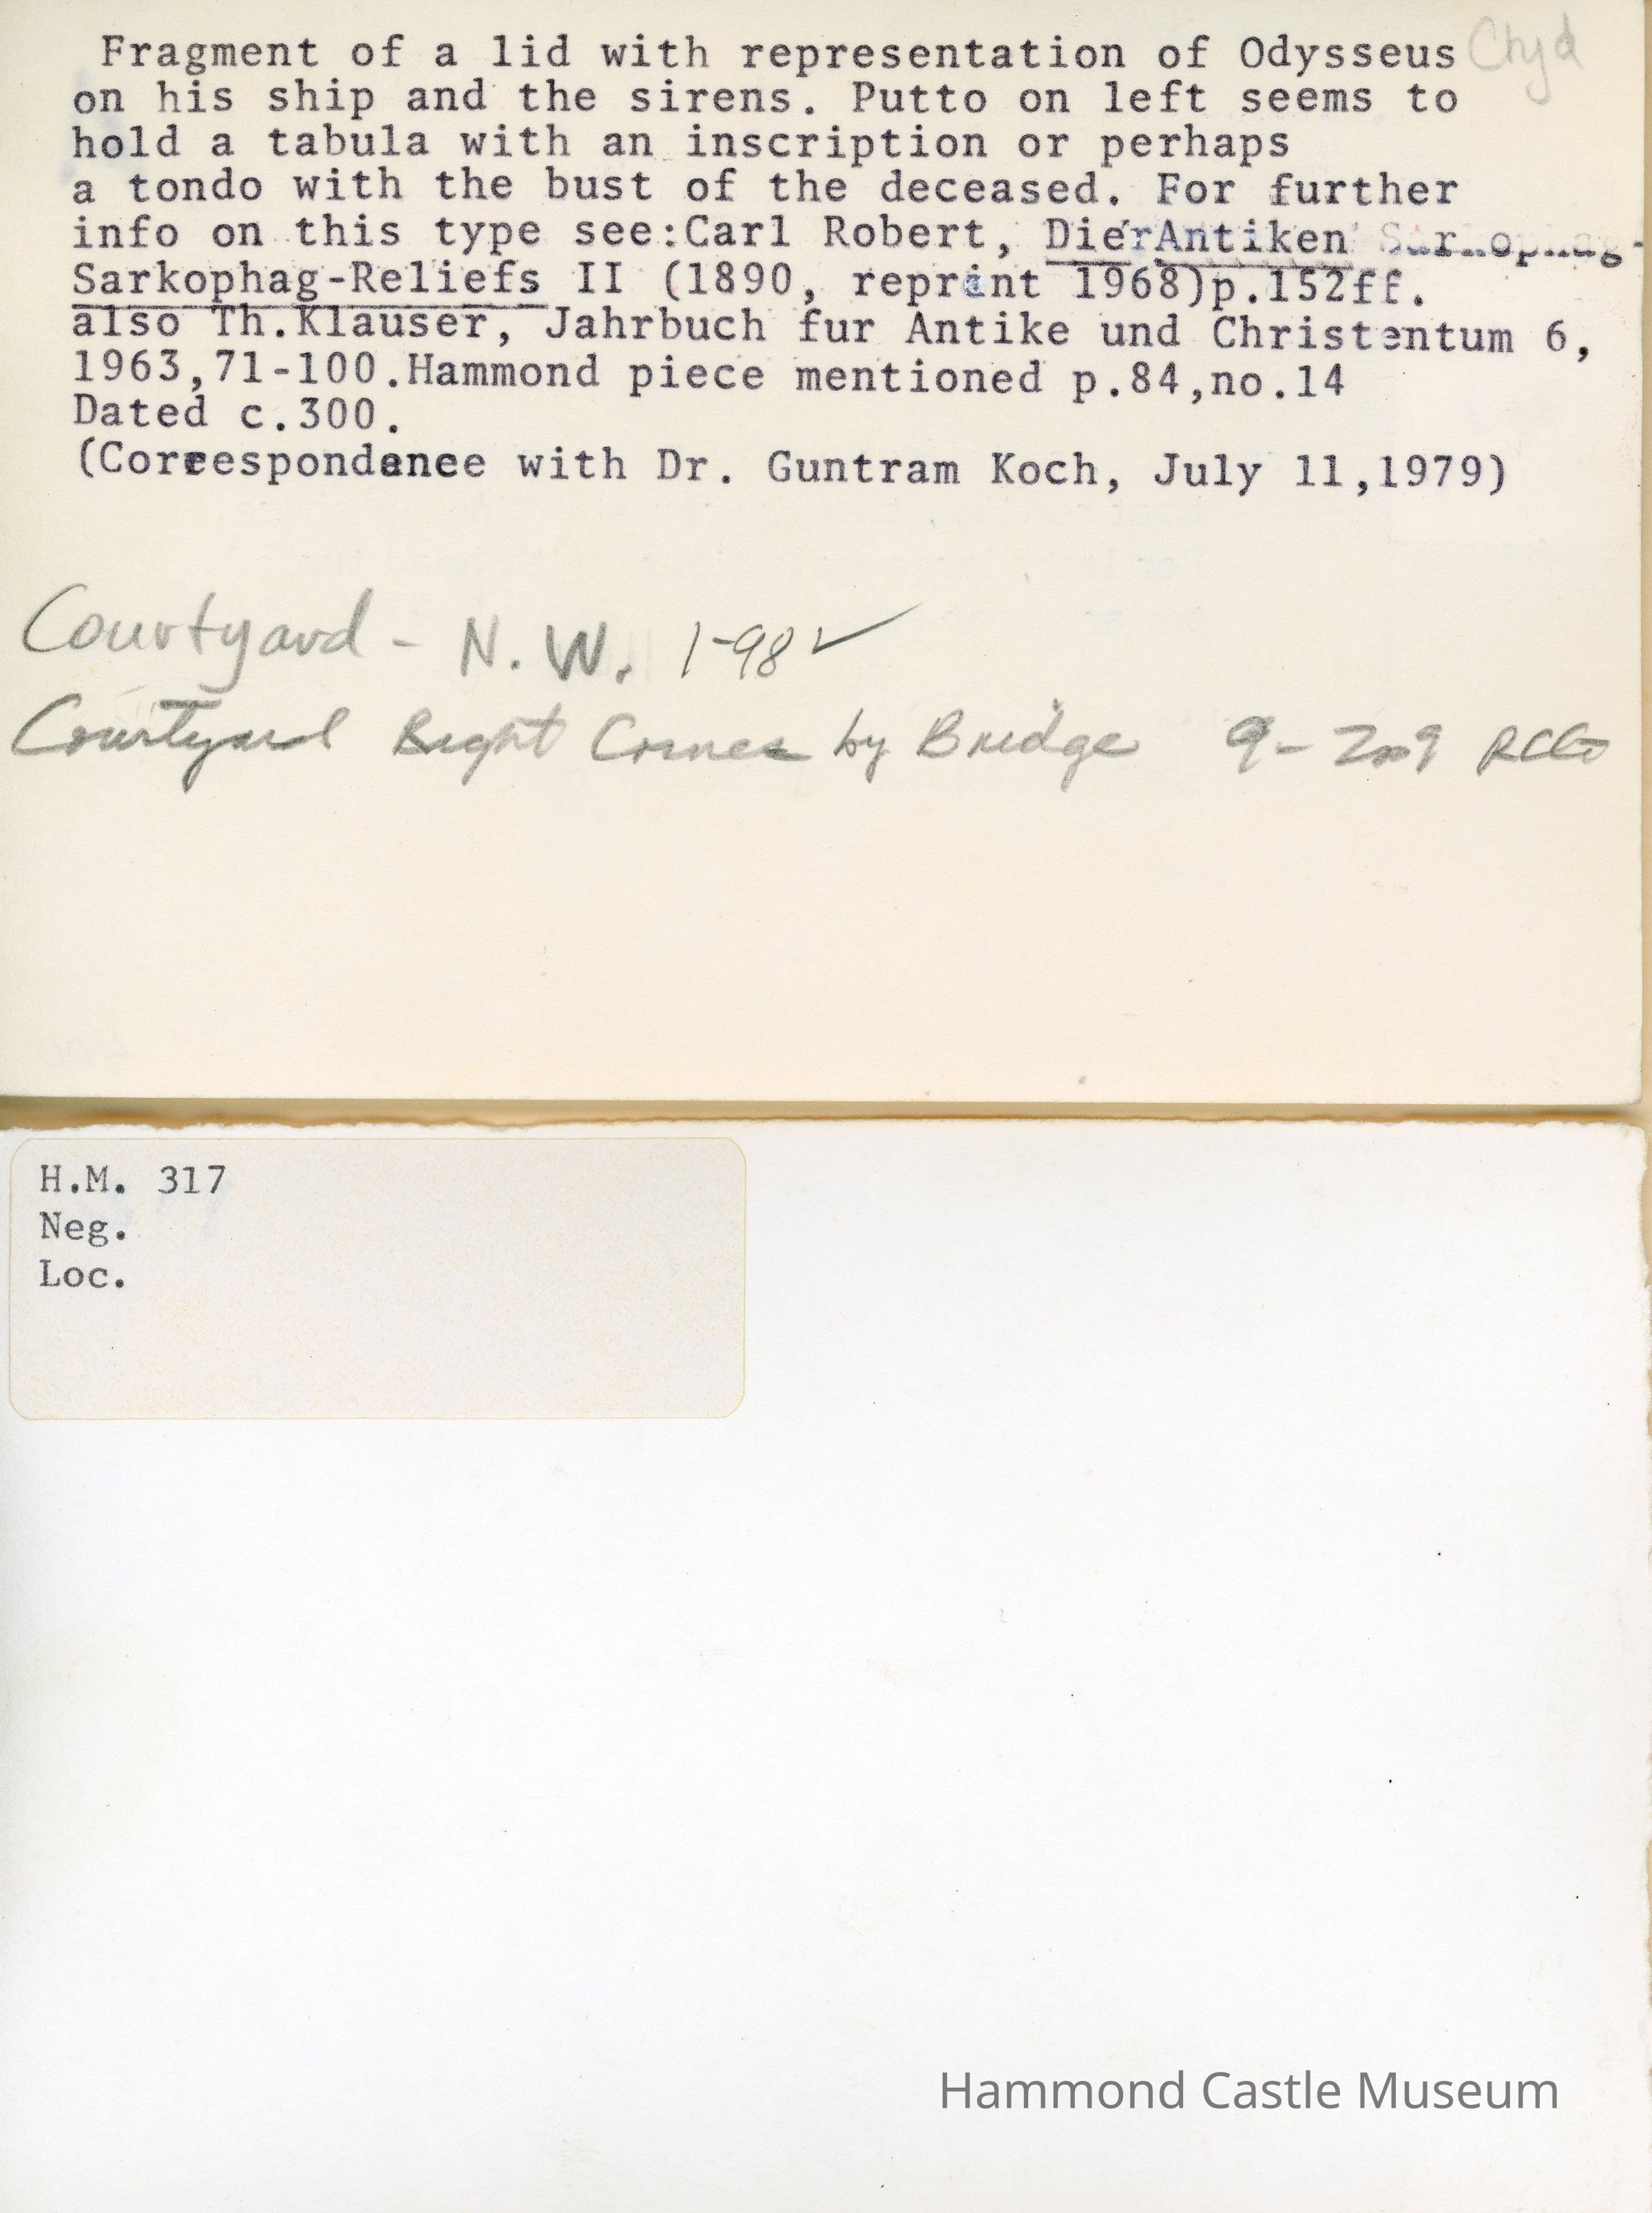 Fragment of a lid with representation of Odysseus Ctyd
on his ship and the sirens. Putto on left seems to
hold a tabula with an inscription or perhaps
a tondo with the bust of the deceased. For further
info on this type see:Carl Robert, Die Antiken Sarkophag-
Sarkophag-Reliefs II (1890, reprint 1968)p.152ff.
also Th.Klauser, Jahrbuch fur Antike und Christentum 6,
1963,71-100.Hammond piece mentioned p.84,no.14
Dated c.300.
(Correspondence with Dr. Guntram Koch, July 11,1979)
Courtyard - N.W. 1-98 ✓
Courtyard Right Corner by Bridge 9-2009
H.M. 317
Neg.
Loc.
Hammond Castle Museum